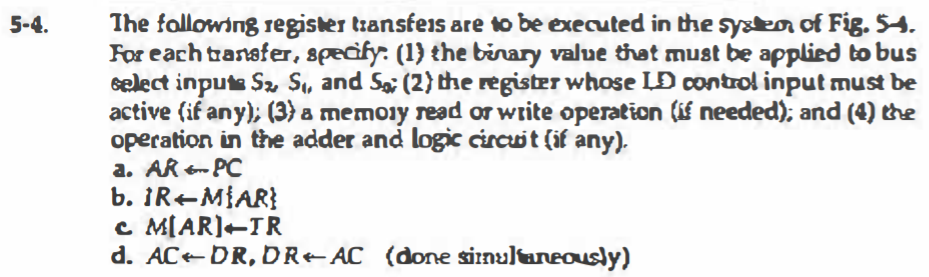 5-4. The following register transfers are to be executed in the system of Fig. 5-4.
For each transfer, specify: (1) the binary value that must be applied to bus
select inputs S₂, S₁, and S₀; (2) the register whose LD control input must be
active (if any); (3) a memory read or write operation (if needed); and (4) the
operation in the adder and logic circuit (if any).
a. AR ← PC
b. IR ← M[AR]
c. M[AR] ← TR
d. AC ← DR, DR ← AC (done simultaneously)